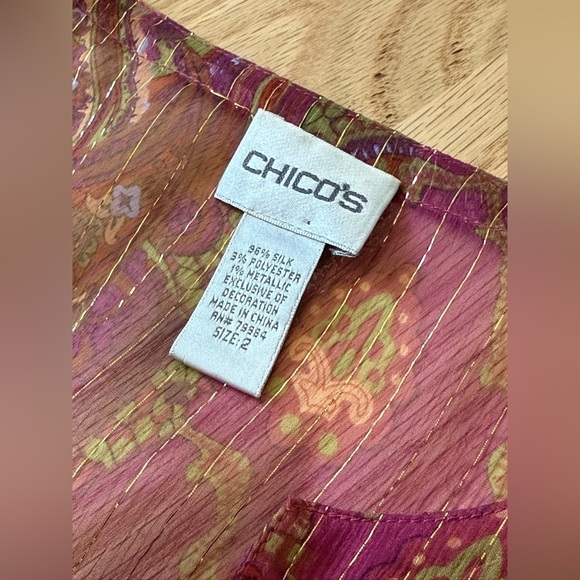 CHICO'S
96% SILK
3% POLYESTER
1% METALLIC
EXCLUSIVE OF
DECORATION
MADE IN CHINA
RN# 79984
SIZE: 2